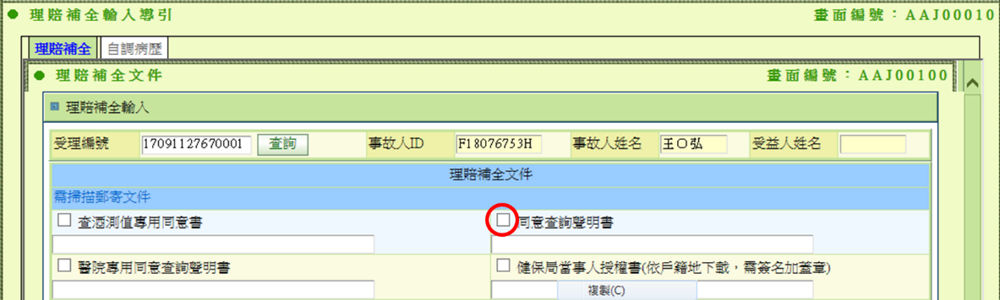 理賠補全輸入導引 畫面編號：AAJ00010
理賠補全 自調病歷
理賠補全文件 畫面編號：AAJ00100
理賠補全輸入
受理編號 17091127670001 查詢 事故人ID F18076753H 事故人姓名 王○弘 受益人姓名
理賠補全文件
需掃描郵寄文件
查酒測值專用同意書 同意查詢聲明書
醫院專用同意查詢聲明書 健保局當事人授權書(依戶籍地下載，需簽名加蓋章)
複製(C)